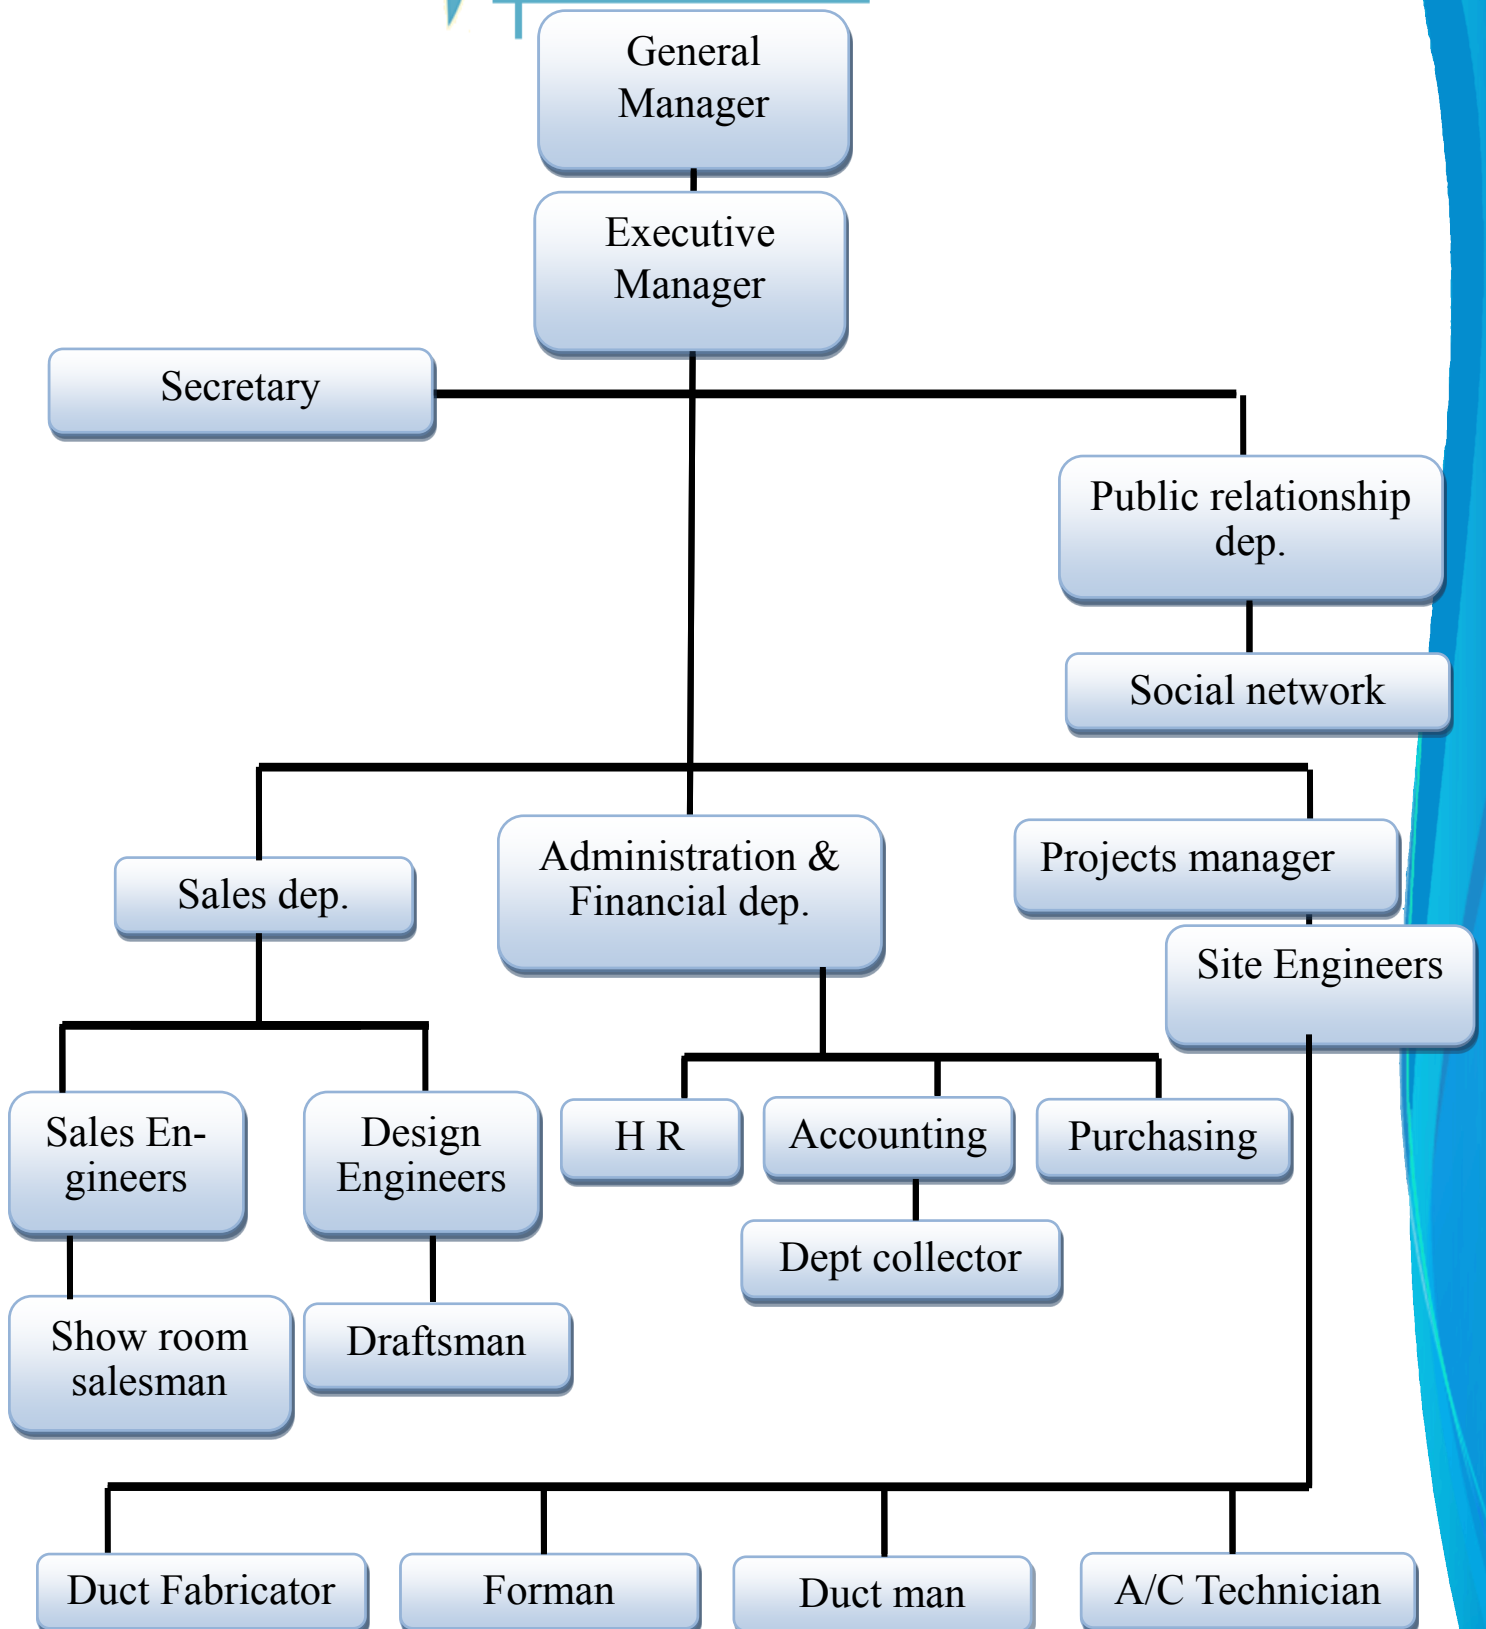 General
Manager
Executive
Manager
Secretary
Public relationship
dep.
Social network
Sales dep.
Administration &
Financial dep.
Projects manager
Site Engineers
Sales En-
gineers
Design
Engineers
H R
Accounting
Purchasing
Dept collector
Show room
salesman
Draftsman
Duct Fabricator
Forman
Duct man
A/C Technician